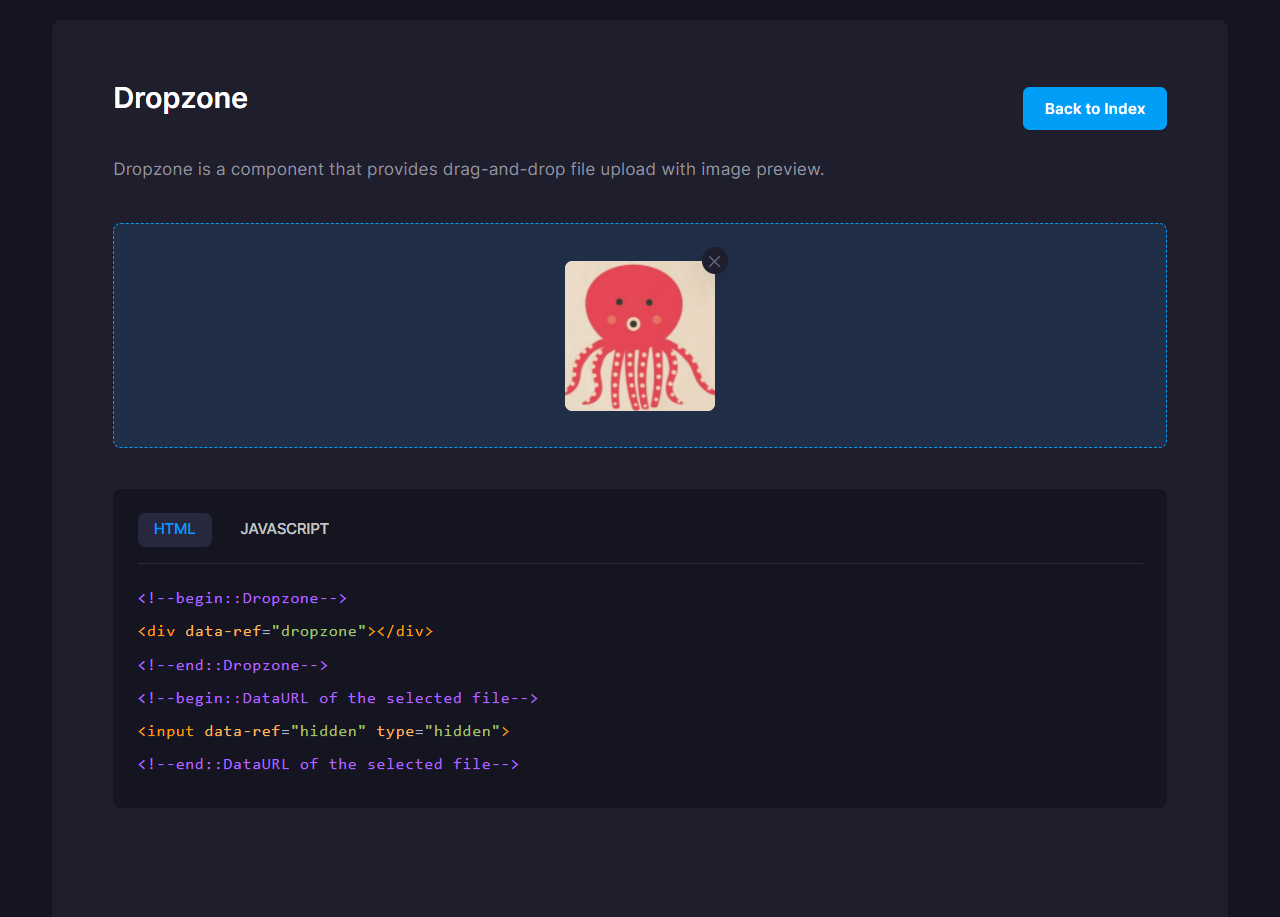 Dropzone
Back to Index
Dropzone is a component that provides drag-and-drop file upload with image preview.
HTML
JAVASCRIPT
<!--begin::Dropzone-->
<div data-ref="dropzone"></div>
<!--end::Dropzone-->
<!--begin::DataURL of the selected file-->
<input data-ref="hidden" type="hidden">
<!--end::DataURL of the selected file-->